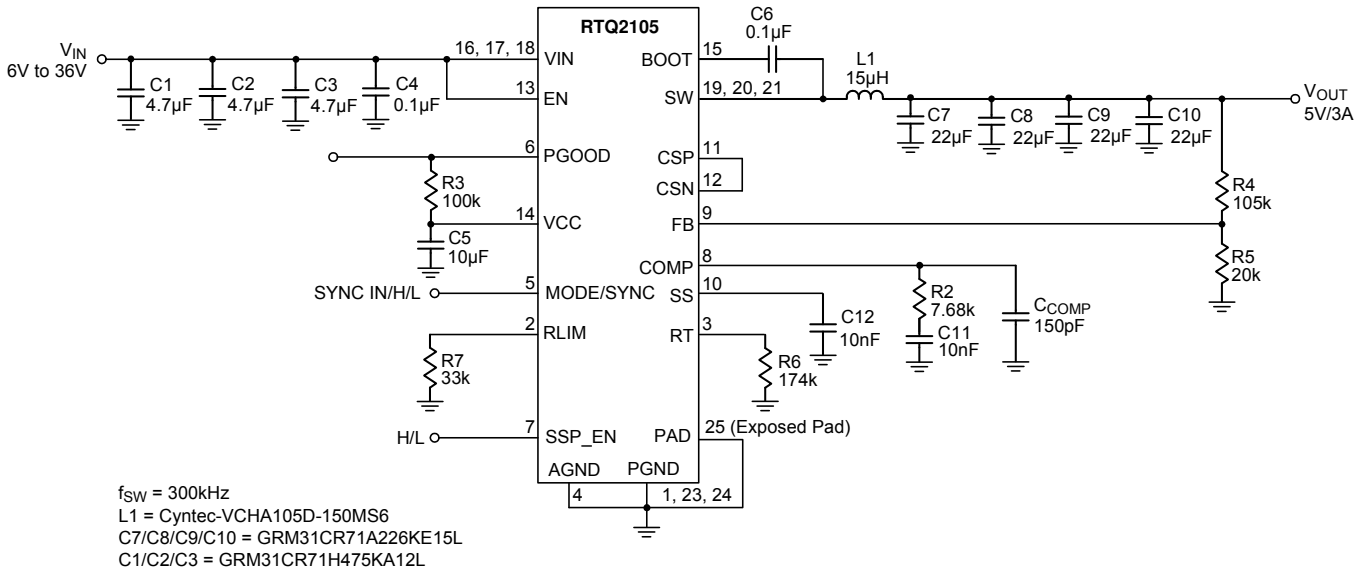 RTQ2105
V_IN
6V to 36V
C1
4.7µF
C2
4.7µF
C3
4.7µF
C4
0.1µF
16, 17, 18
VIN
13
EN
6
PGOOD
R3
100k
14
VCC
C5
10µF
SYNC IN/H/L
5
MODE/SYNC
2
RLIM
R7
33k
H/L
7
SSP_EN
AGND
4
PGND
1, 23, 24
PAD
25 (Exposed Pad)
BOOT
15
C6
0.1µF
SW
19, 20, 21
L1
15µH
C7
22µF
C8
22µF
C9
22µF
C10
22µF
V_OUT
5V/3A
CSP
11
CSN
12
R4
105k
FB
9
R5
20k
COMP
8
R2
7.68k
C11
10nF
C_COMP
150pF
SS
10
C12
10nF
RT
3
R6
174k
f_SW = 300kHz
L1 = Cyntec-VCHA105D-150MS6
C7/C8/C9/C10 = GRM31CR71A226KE15L
C1/C2/C3 = GRM31CR71H475KA12L